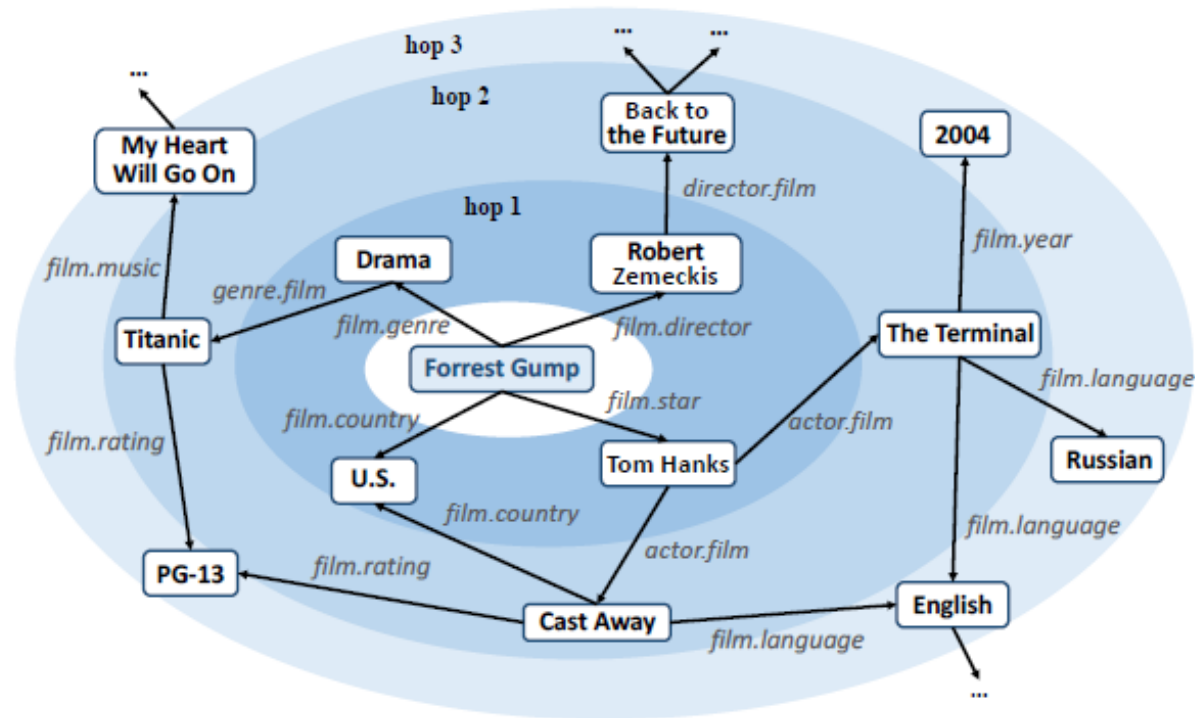 ...
...
hop 3
...
hop 2
Back to
the Future
2004
My Heart
Will Go On
director.film
hop 1
film.year
Drama
Robert
Zemeckis
film.music
genre.film
film.genre
film.director
Titanic
The Terminal
Forrest Gump
film.language
film.star
film.country
actor.film
film.rating
Tom Hanks
Russian
U.S.
film.country
film.language
actor.film
film.rating
PG-13
English
Cast Away
film.language
...